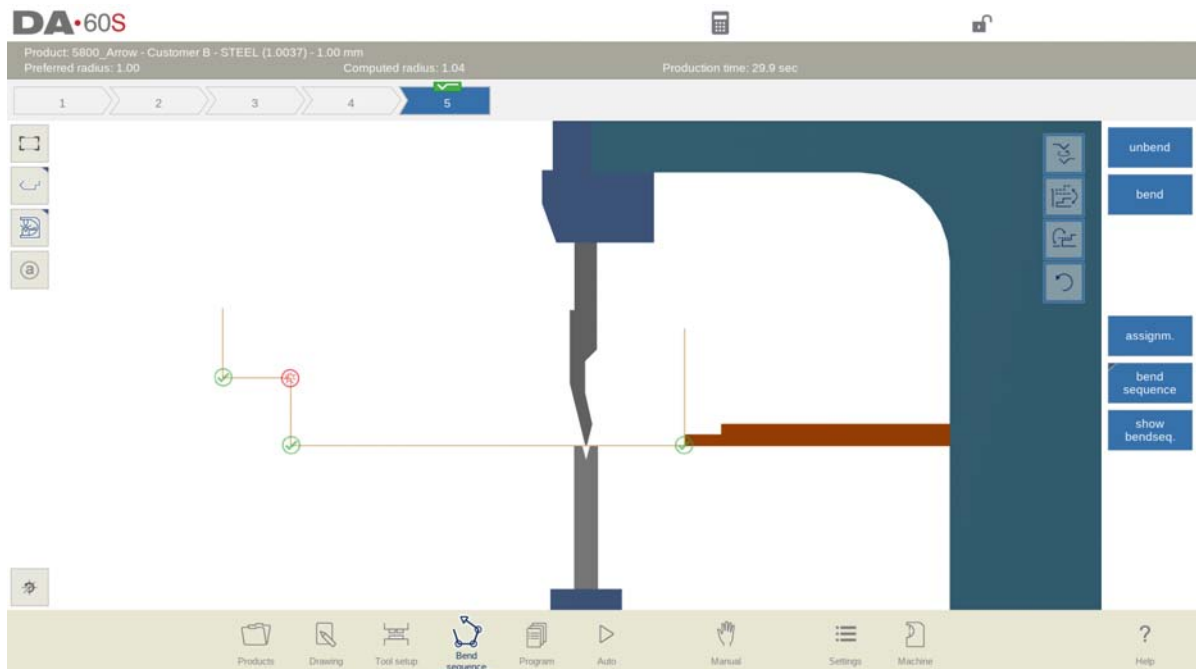 DA•60S
Product: 5800_Arrow - Customer B - STEEL (1.0037) - 1.00 mm
Preferred radius: 1.00 Computed radius: 1.04 Production time: 29.9 sec
1 2 3 4 5
unbend
bend
a
assignm.
bend
sequence
show
bendseq.
Products Drawing Tool setup Bend sequence Program Auto Manual Settings Machine ? Help